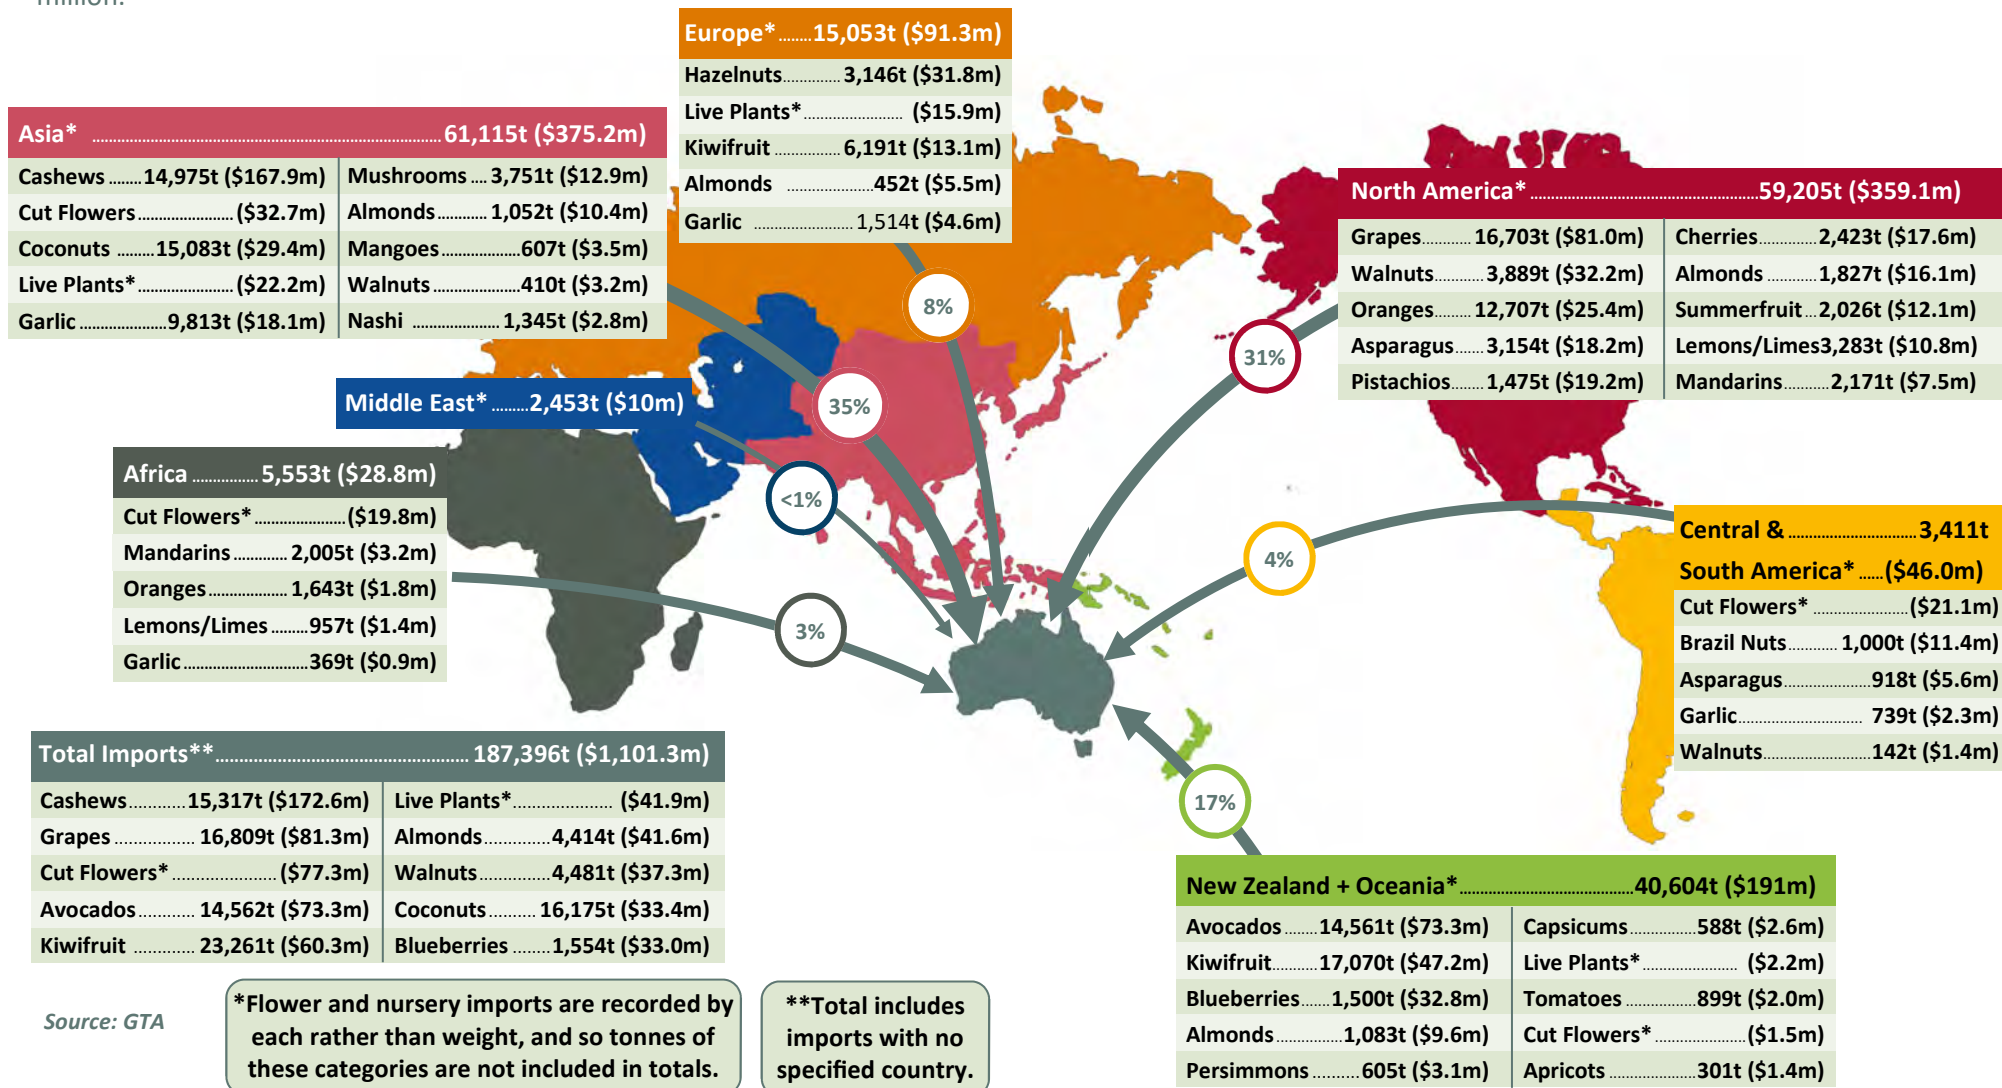 million.
Europe* 15,053t ($91.3m)
Hazelnuts 3,146t ($31.8m)
Live Plants* ($15.9m)
Kiwifruit 6,191t ($13.1m)
Almonds 452t ($5.5m)
Garlic 1,514t ($4.6m)
Asia* 61,115t ($375.2m)
Cashews 14,975t ($167.9m)
Cut Flowers ($32.7m)
Coconuts 15,083t ($29.4m)
Live Plants* ($22.2m)
Garlic 9,813t ($18.1m)
Mushrooms 3,751t ($12.9m)
Almonds 1,052t ($10.4m)
Mangoes 607t ($3.5m)
Walnuts 410t ($3.2m)
Nashi 1,345t ($2.8m)
North America* 59,205t ($359.1m)
Grapes 16,703t ($81.0m)
Walnuts 3,889t ($32.2m)
Oranges 12,707t ($25.4m)
Asparagus 3,154t ($18.2m)
Pistachios 1,475t ($19.2m)
Cherries 2,423t ($17.6m)
Almonds 1,827t ($16.1m)
Summerfruit 2,026t ($12.1m)
Lemons/Limes3,283t ($10.8m)
Mandarins 2,171t ($7.5m)
8%
31%
35%
<1%
4%
3%
17%
Middle East* 2,453t ($10m)
Africa 5,553t ($28.8m)
Cut Flowers* ($19.8m)
Mandarins 2,005t ($3.2m)
Oranges 1,643t ($1.8m)
Lemons/Limes 957t ($1.4m)
Garlic 369t ($0.9m)
Central & 3,411t
South America* ($46.0m)
Cut Flowers* ($21.1m)
Brazil Nuts 1,000t ($11.4m)
Asparagus 918t ($5.6m)
Garlic 739t ($2.3m)
Walnuts 142t ($1.4m)
Total Imports** 187,396t ($1,101.3m)
Cashews 15,317t ($172.6m)
Grapes 16,809t ($81.3m)
Cut Flowers* ($77.3m)
Avocados 14,562t ($73.3m)
Kiwifruit 23,261t ($60.3m)
Live Plants* ($41.9m)
Almonds 4,414t ($41.6m)
Walnuts 4,481t ($37.3m)
Coconuts 16,175t ($33.4m)
Blueberries 1,554t ($33.0m)
New Zealand + Oceania* 40,604t ($191m)
Avocados 14,561t ($73.3m)
Kiwifruit 17,070t ($47.2m)
Blueberries 1,500t ($32.8m)
Almonds 1,083t ($9.6m)
Persimmons 605t ($3.1m)
Capsicums 588t ($2.6m)
Live Plants* ($2.2m)
Tomatoes 899t ($2.0m)
Cut Flowers* ($1.5m)
Apricots 301t ($1.4m)
Source: GTA
*Flower and nursery imports are recorded by
each rather than weight, and so tonnes of
these categories are not included in totals.
**Total includes
imports with no
specified country.